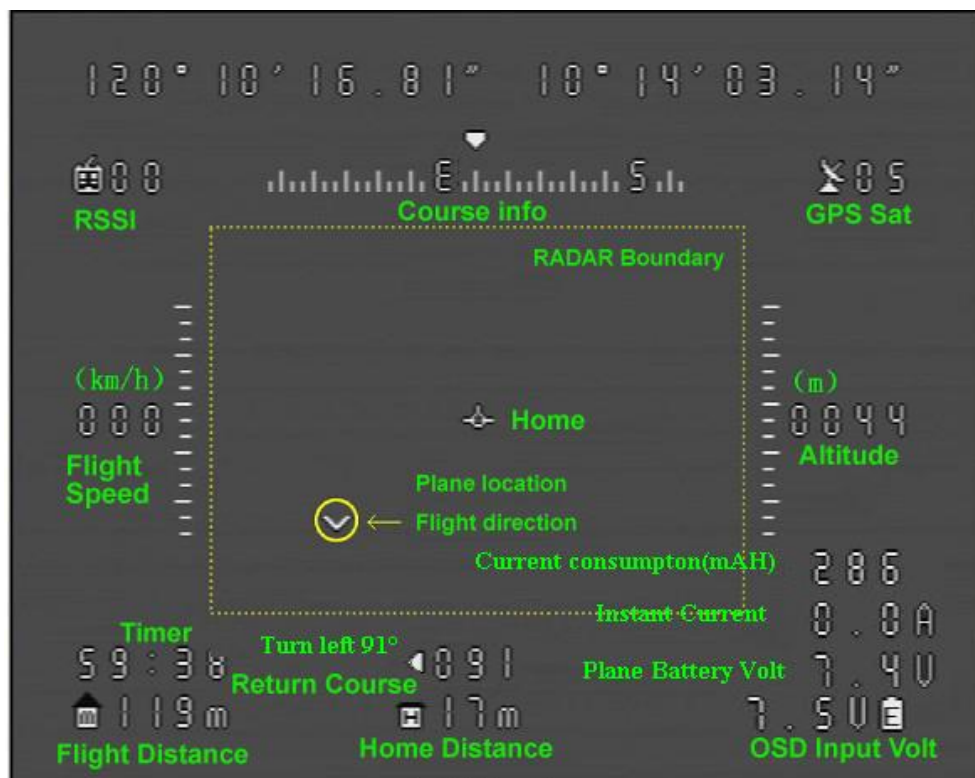 120° 10' 16.81" 10° 14' 03.14"
00 E S 05
RSSI Course info GPS Sat
RADAR Boundary
(km/h) (m)
000 Home 0044
Flight Speed Altitude
Plane location
Flight direction
Current consumpton(mAH) 286
Instant Current 0.0A
Timer
Turn left 91° 091
Plane Battery Volt 7.4V
59:3
Return Course
m 119m H 17m 7.5V E
Flight Distance Home Distance OSD Input Volt